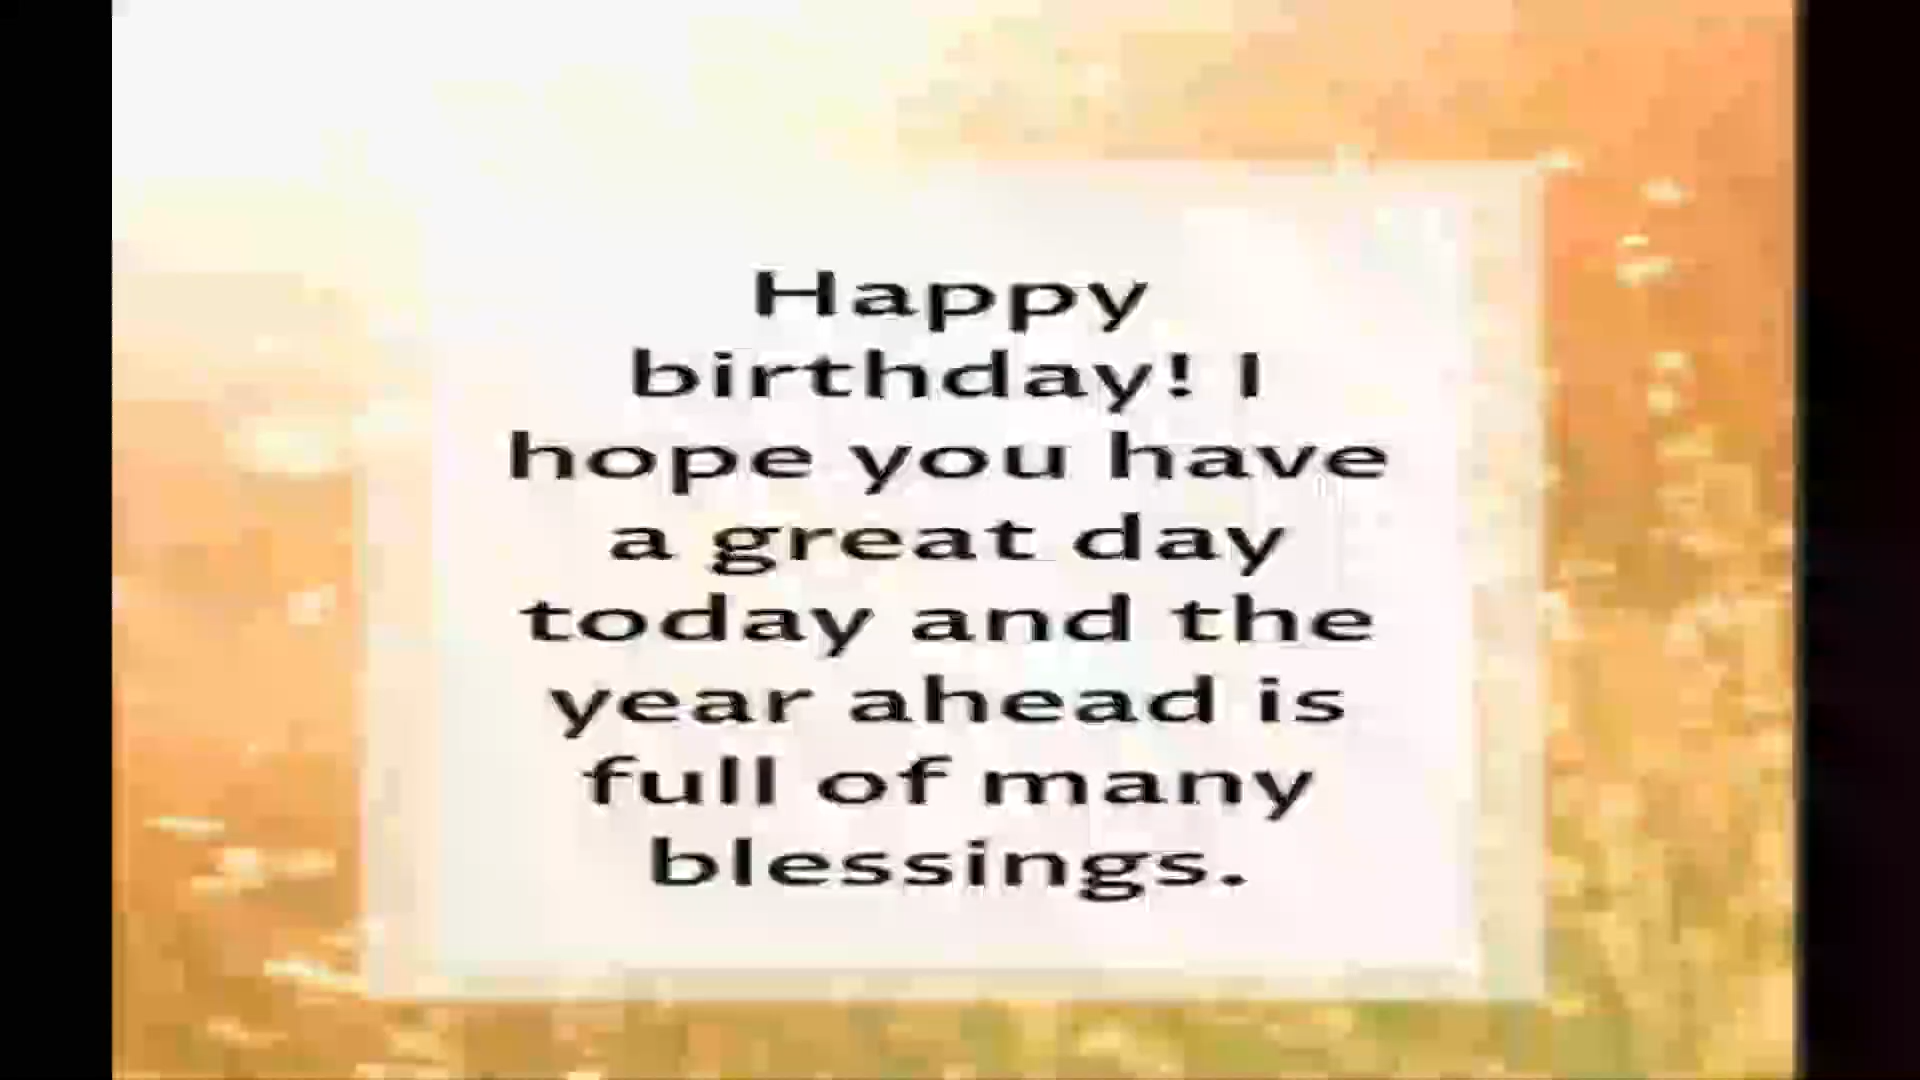 Happy
birthday! I
hope you have
a great day
today and the
year ahead is
full of many
blessings.